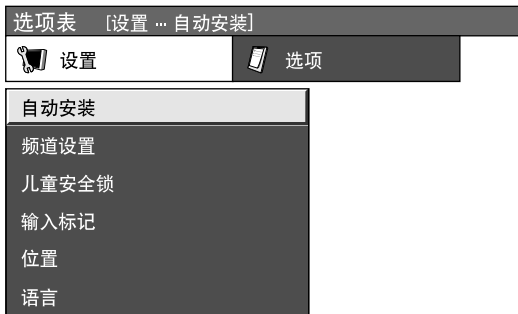 选项表 [设置 ··· 自动安装]
设置 选项
自动安装
频道设置
儿童安全锁
输入标记
位置
语言